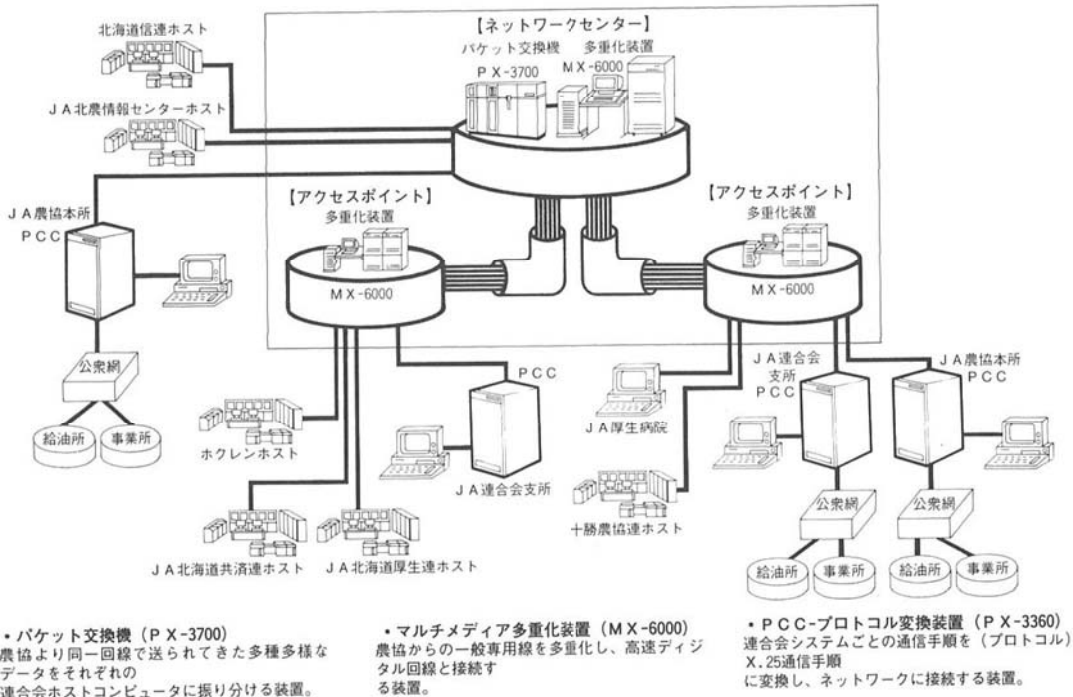 北海道信連ホスト
JA北農情報センターホスト
【ネットワークセンター】
パケット交換機
PX-3700
多重化装置
MX-6000
【アクセスポイント】
多重化装置
MX-6000
【アクセスポイント】
多重化装置
MX-6000
JA農協本所
PCC
公衆網
給油所
事業所
ホクレンホスト
JA北海道共済連ホスト
JA北海道厚生連ホスト
PCC
JA連合会支所
JA厚生病院
十勝農協連ホスト
JA連合会
支所
PCC
公衆網
給油所
事業所
JA農協本所
PCC
公衆網
給油所
事業所
・パケット交換機(PX-3700)
農協より同一回線で送られてきた多種多様な
データをそれぞれの
連合会ホストコンピュータに振り分ける装置。
・マルチメディア多重化装置(MX-6000)
農協からの一般専用線を多重化し、高速ディジ
タル回線と接続す
る装置。
・PCC-プロトコル変換装置(PX-3360)
連合会システムごとの通信手順を(プロトコル)
X.25通信手順
に変換し、ネットワークに接続する装置。